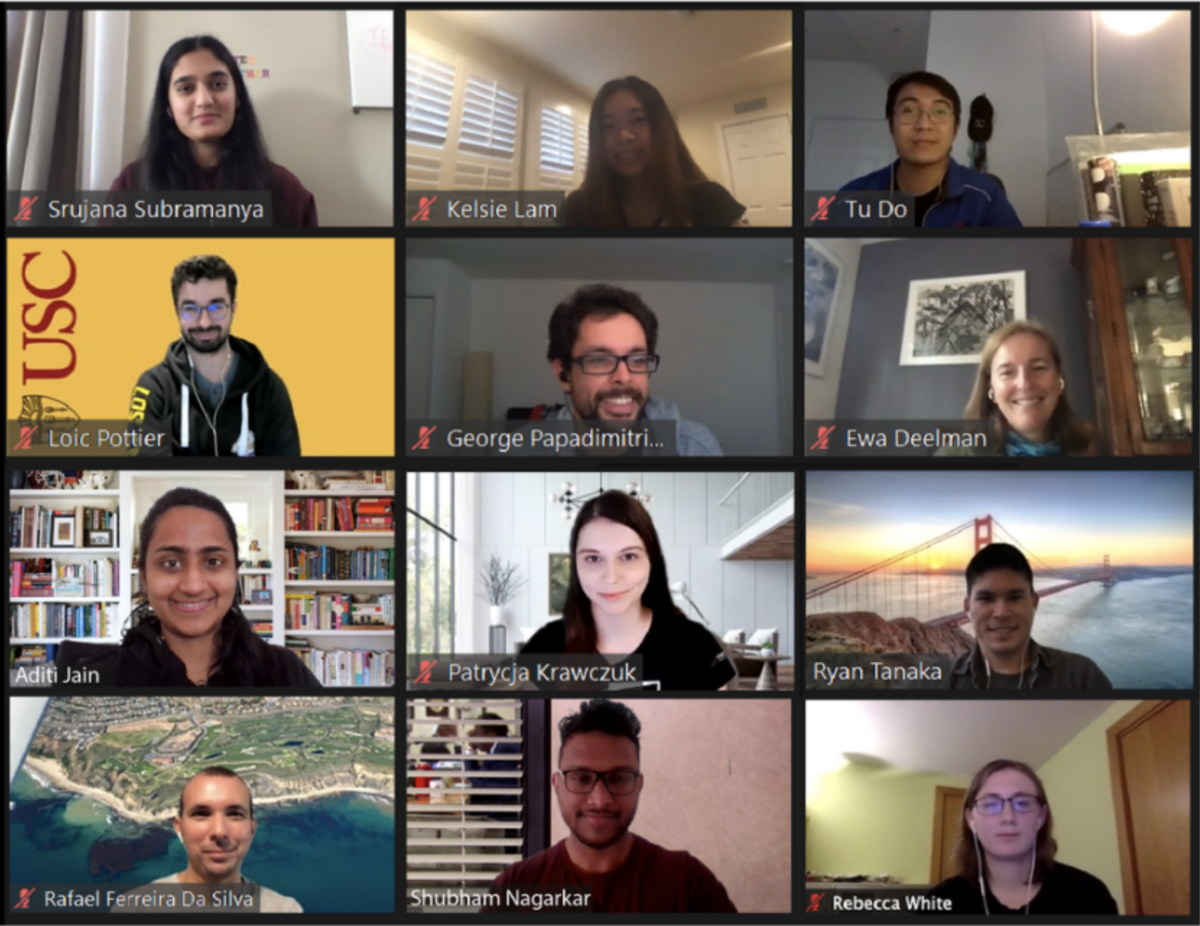 Srujana Subramanya
Kelsie Lam
Tu Do
USC
Loic Pottier
George Papadimitri...
Ewa Deelman
Aditi Jain
Patrycja Krawczuk
Ryan Tanaka
Rafael Ferreira Da Silva
Shubham Nagarkar
Rebecca White